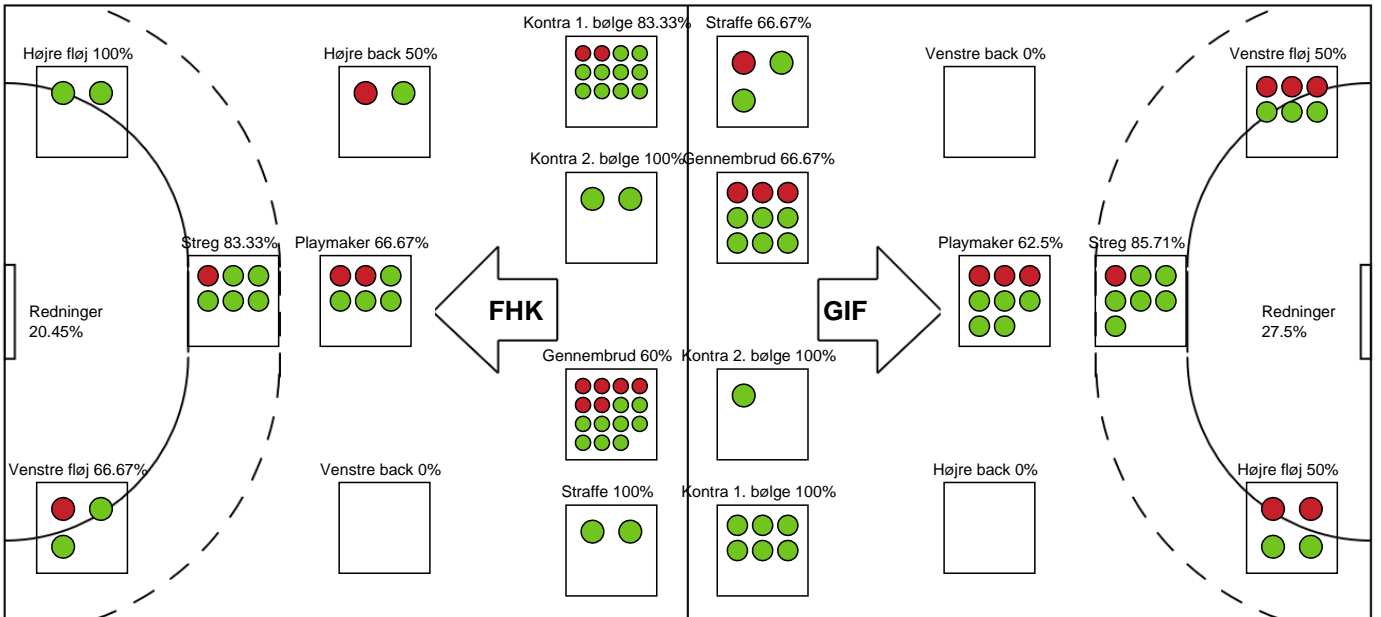 Kontra 1. bølge 83.33%
Straffe 66.67%
Højre fløj 100%
Højre back 50%
Venstre back 0%
Venstre fløj 50%
Kontra 2. bølge 100%
Gennembrud 66.67%
Streg 83.33%
Playmaker 66.67%
Playmaker 62.5%
Streg 85.71%
Redninger
20.45%
FHK
GIF
Redninger
27.5%
Gennembrud 60%
Kontra 2. bølge 100%
Venstre fløj 66.67%
Venstre back 0%
Højre back 0%
Højre fløj 50%
Straffe 100%
Kontra 1. bølge 100%